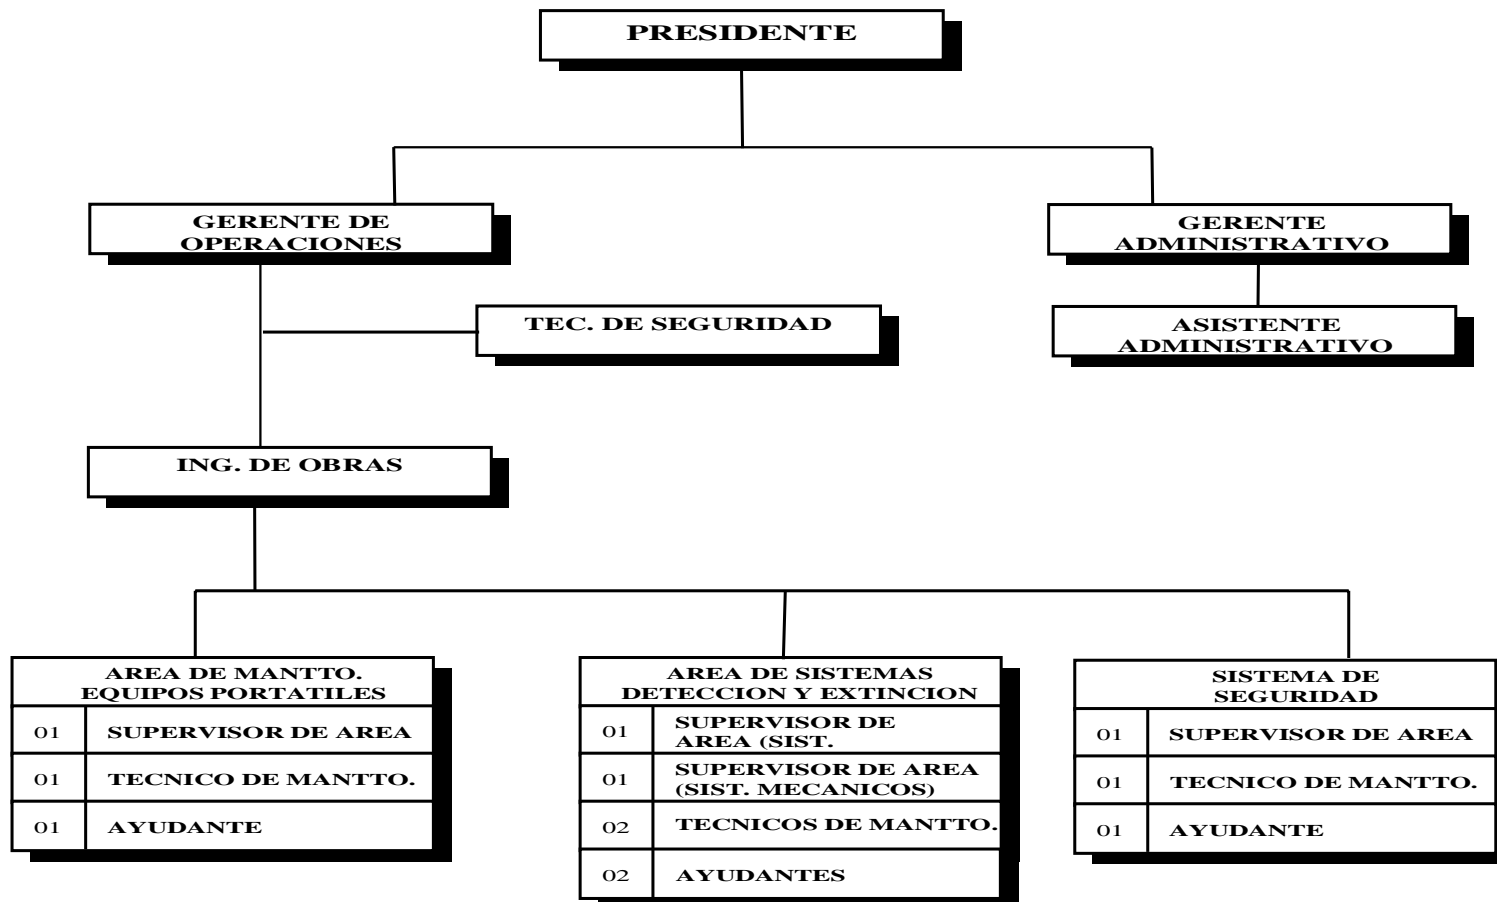 PRESIDENTE
GERENTE DE
OPERACIONES
GERENTE
ADMINISTRATIVO
TEC. DE SEGURIDAD
ASISTENTE
ADMINISTRATIVO
ING. DE OBRAS
AREA DE MANTTO.
EQUIPOS PORTATILES
01 SUPERVISOR DE AREA
01 TECNICO DE MANTTO.
01 AYUDANTE
AREA DE SISTEMAS
DETECCION Y EXTINCION
01 SUPERVISOR DE
AREA (SIST.
01 SUPERVISOR DE AREA
(SIST. MECANICOS)
02 TECNICOS DE MANTTO.
02 AYUDANTES
SISTEMA DE
SEGURIDAD
01 SUPERVISOR DE AREA
01 TECNICO DE MANTTO.
01 AYUDANTE